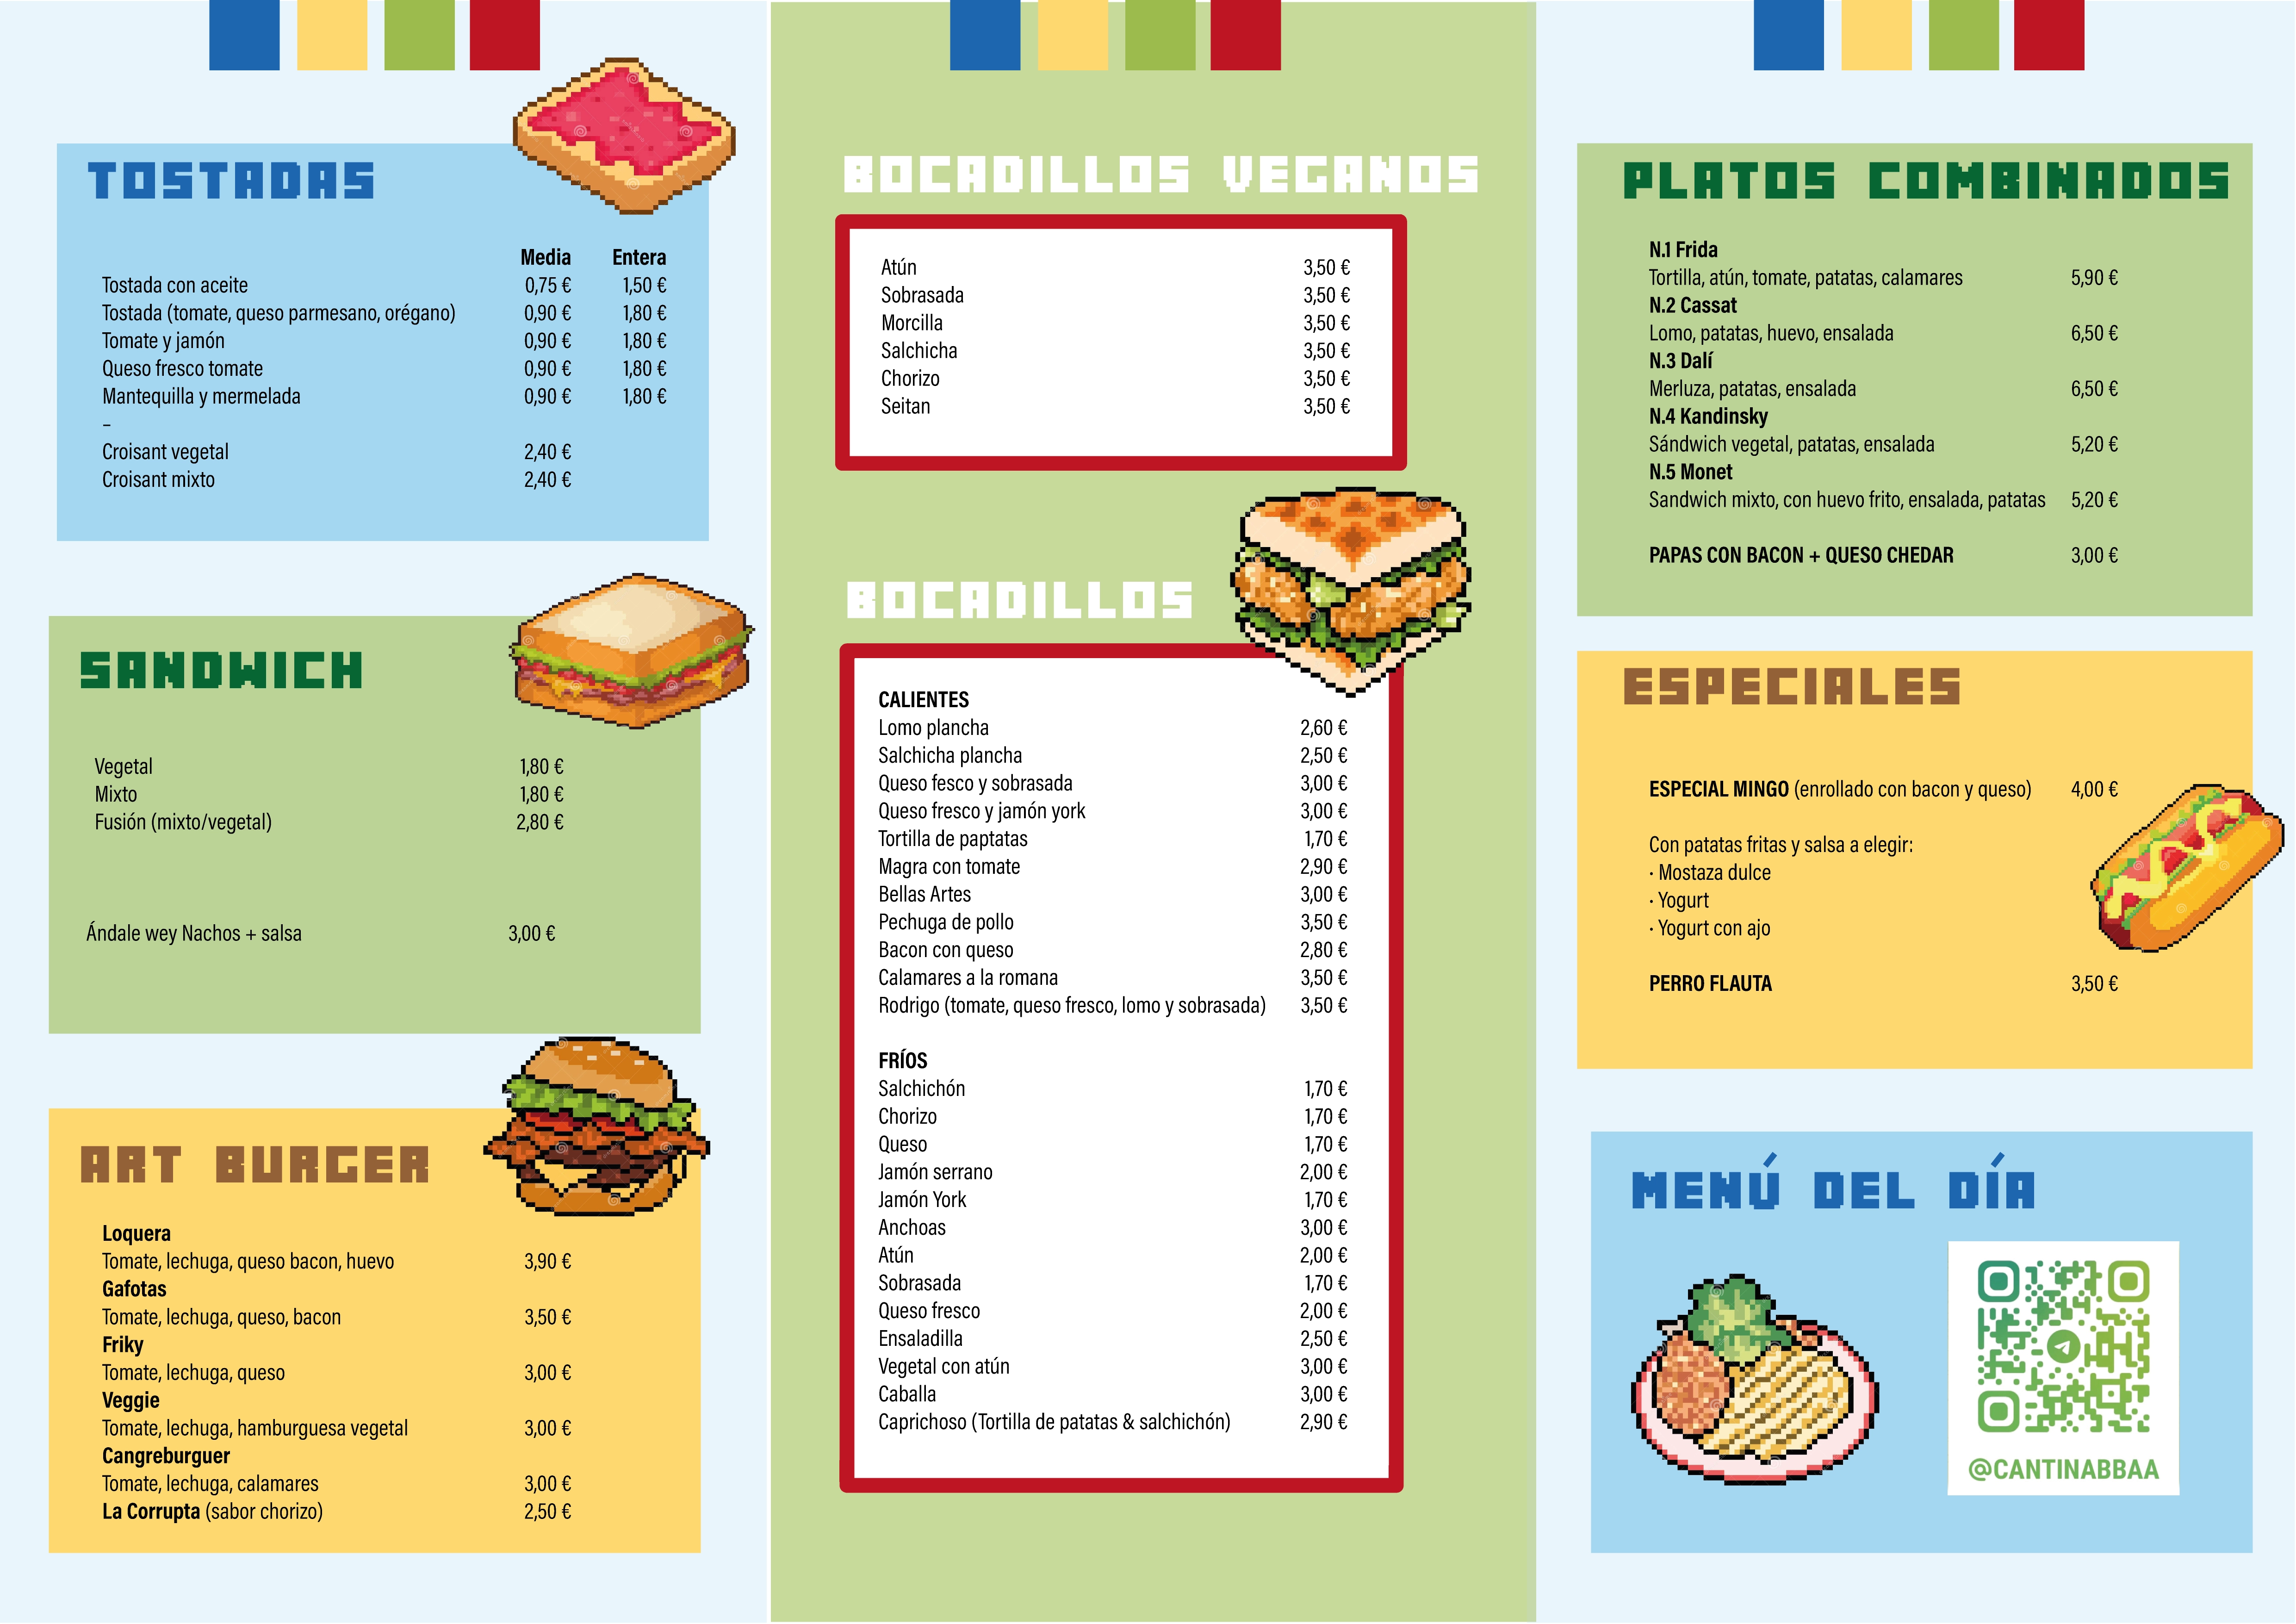 TOSTADAS
Media Entera
Tostada con aceite 0,75 € 1,50 €
Tostada (tomate, queso parmesano, orégano) 0,90 € 1,80 €
Tomate y jamón 0,90 € 1,80 €
Queso fresco tomate 0,90 € 1,80 €
Mantequilla y mermelada 0,90 € 1,80 €
–
Croisant vegetal 2,40 €
Croisant mixto 2,40 €
SANDWICH
Vegetal 1,80 €
Mixto 1,80 €
Fusión (mixto/vegetal) 2,80 €
Ándale wey Nachos + salsa 3,00 €
ART BURGER
Loquera
Tomate, lechuga, queso bacon, huevo 3,90 €
Gafotas
Tomate, lechuga, queso, bacon 3,50 €
Friky
Tomate, lechuga, queso 3,00 €
Veggie
Tomate, lechuga, hamburguesa vegetal 3,00 €
Cangreburguer
Tomate, lechuga, calamares 3,00 €
La Corrupta (sabor chorizo) 2,50 €
BOCADILLOS VEGANOS
Atún 3,50 €
Sobrasada 3,50 €
Morcilla 3,50 €
Salchicha 3,50 €
Chorizo 3,50 €
Seitan 3,50 €
BOCADILLOS
CALIENTES
Lomo plancha 2,60 €
Salchicha plancha 2,50 €
Queso fesco y sobrasada 3,00 €
Queso fresco y jamón york 3,00 €
Tortilla de paptatas 1,70 €
Magra con tomate 2,90 €
Bellas Artes 3,00 €
Pechuga de pollo 3,50 €
Bacon con queso 2,80 €
Calamares a la romana 3,50 €
Rodrigo (tomate, queso fresco, lomo y sobrasada) 3,50 €
FRÍOS
Salchichón 1,70 €
Chorizo 1,70 €
Queso 1,70 €
Jamón serrano 2,00 €
Jamón York 1,70 €
Anchoas 3,00 €
Atún 2,00 €
Sobrasada 1,70 €
Queso fresco 2,00 €
Ensaladilla 2,50 €
Vegetal con atún 3,00 €
Caballa 3,00 €
Caprichoso (Tortilla de patatas & salchichón) 2,90 €
PLATOS COMBINADOS
N.1 Frida
Tortilla, atún, tomate, patatas, calamares 5,90 €
N.2 Cassat
Lomo, patatas, huevo, ensalada 6,50 €
N.3 Dalí
Merluza, patatas, ensalada 6,50 €
N.4 Kandinsky
Sándwich vegetal, patatas, ensalada 5,20 €
N.5 Monet
Sandwich mixto, con huevo frito, ensalada, patatas 5,20 €
PAPAS CON BACON + QUESO CHEDAR 3,00 €
ESPECIALES
ESPECIAL MINGO (enrollado con bacon y queso) 4,00 €
Con patatas fritas y salsa a elegir:
· Mostaza dulce
· Yogurt
· Yogurt con ajo
PERRO FLAUTA 3,50 €
MENÚ DEL DÍA
@CANTINABBAA